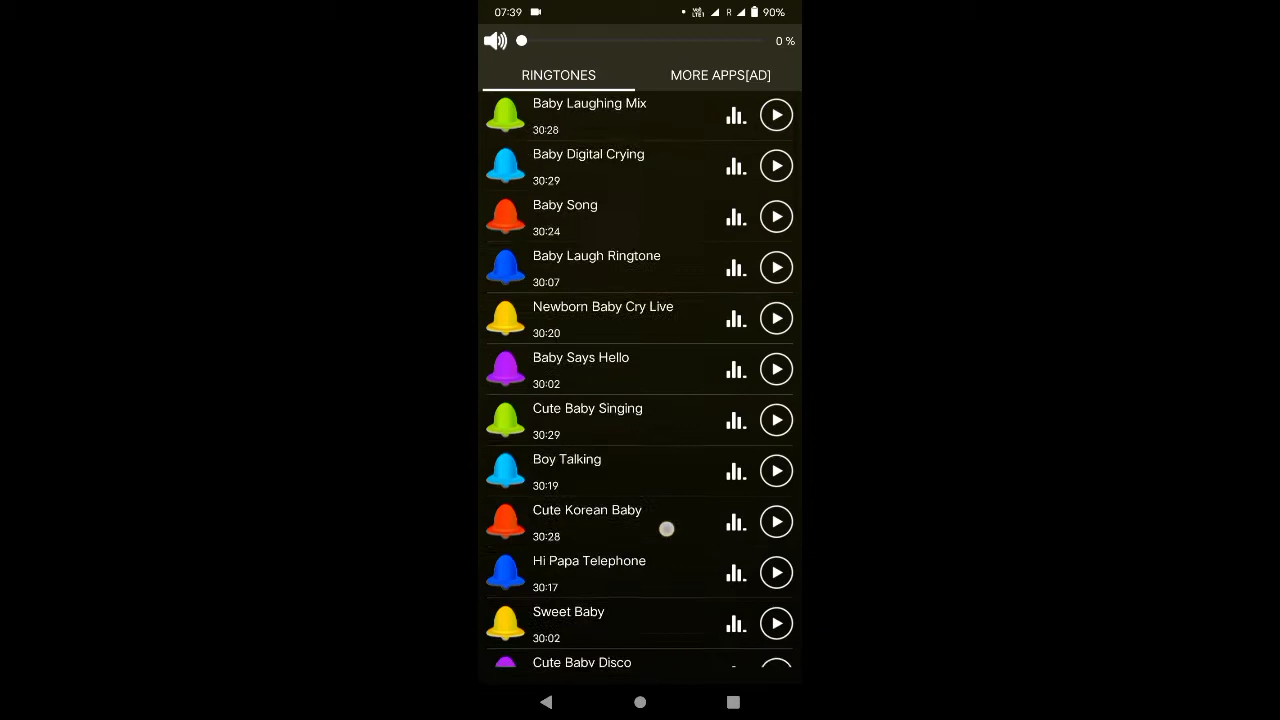 07:39 R 90%
0 %
RINGTONES MORE APPS[AD]
Baby Laughing Mix
30:28
Baby Digital Crying
30:29
Baby Song
30:24
Baby Laugh Ringtone
30:07
Newborn Baby Cry Live
30:20
Baby Says Hello
30:02
Cute Baby Singing
30:29
Boy Talking
30:19
Cute Korean Baby
30:28
Hi Papa Telephone
30:17
Sweet Baby
30:02
Cute Baby Disco